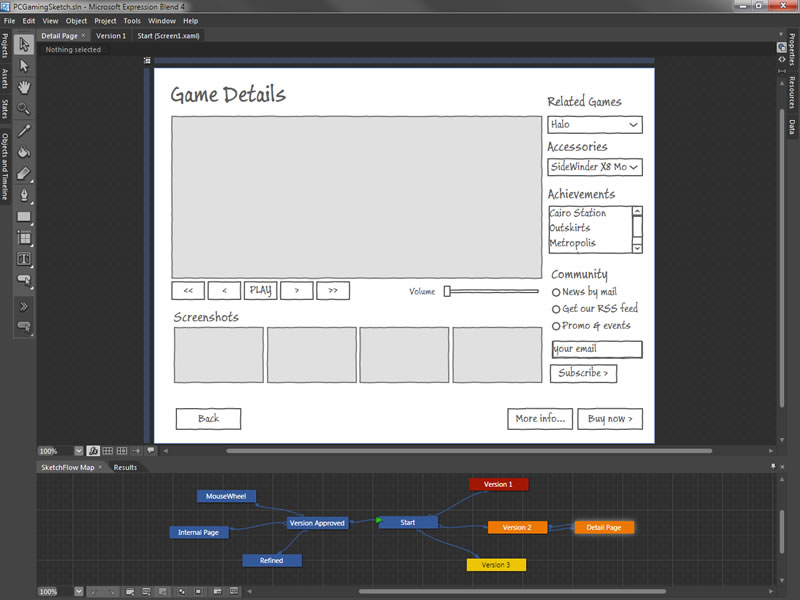 PCGamingSketch.sln - Microsoft Expression Blend 4
File Edit View Object Project Tools Window Help
Detail Page × Version 1 Start (Screen1.xaml)
Nothing selected
Projects
Assets
States
Objects and Timeline
Properties
Resources
Data
Game Details
Related Games
Halo
Accessories
SideWinder X8 Mo
Achievements
Cairo Station
Outskirts
Metropolis
<< < PLAY > >>
Volume
Community
News by mail
Get our RSS feed
Promo & events
your email
Subscribe >
Screenshots
Back
More info...
Buy now >
100%
SketchFlow Map × Results
MouseWheel
Internal Page
Refined
Version Approved
Start
Version 1
Version 2
Detail Page
Version 3
100%